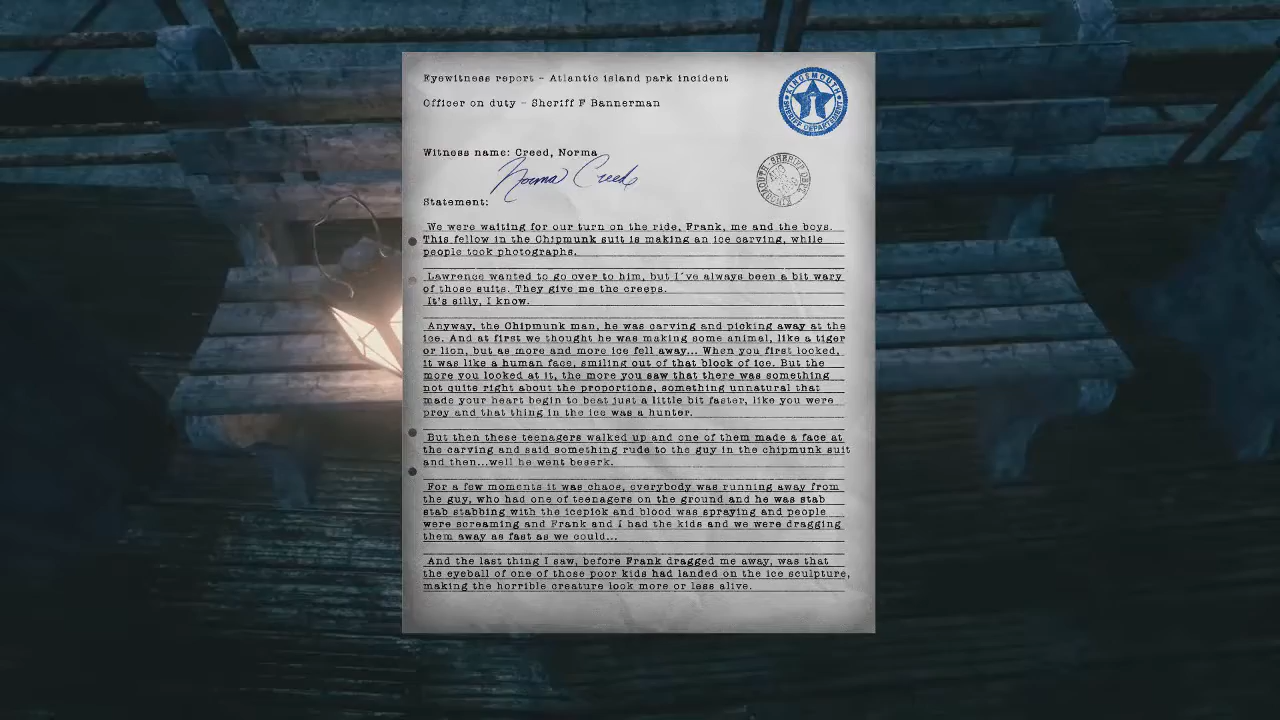 Eyewitness report - Atlantic island park incident
KINGSMOUTH
SHERIFF DEPARTEMENT
Officer on duty - Sheriff F Bannerman
Witness name: Creed, Norma
Norma Creed
SHERIFF DEPT.
KINGSMOUTH
Statement:
We were waiting for our turn on the ride, Frank, me and the boys.
This fellow in the Chipmunk suit is making an ice carving, while
people took photographs.
Lawrence wanted to go over to him, but I've always been a bit wary
of those suits. They give me the creeps.
It's silly, I know.
Anyway, the Chipmunk man, he was carving and picking away at the
ice. And at first we thought he was making some animal, like a tiger
or lion, but as more and more ice fell away... When you first looked,
it was like a human face, smiling out of that block of ice. But the
more you looked at it, the more you saw that there was something
not quite right about the proportions, something unnatural that
made your heart begin to beat just a little bit faster, like you were
prey and that thing in the ice was a hunter.
But then these teenagers walked up and one of them made a face at
the carving and said something rude to the guy in the chipmunk suit
and then...well he went beserk.
For a few moments it was chaos, everybody was running away from
the guy, who had one of teenagers on the ground and he was stab
stab stabbing with the icepick and blood was spraying and people
were screaming and Frank and I had the kids and we were dragging
them away as fast as we could...
And the last thing I saw, before Frank dragged me away, was that
the eyeball of one of those poor kids had landed on the ice sculpture,
making the horrible creature look more or less alive.